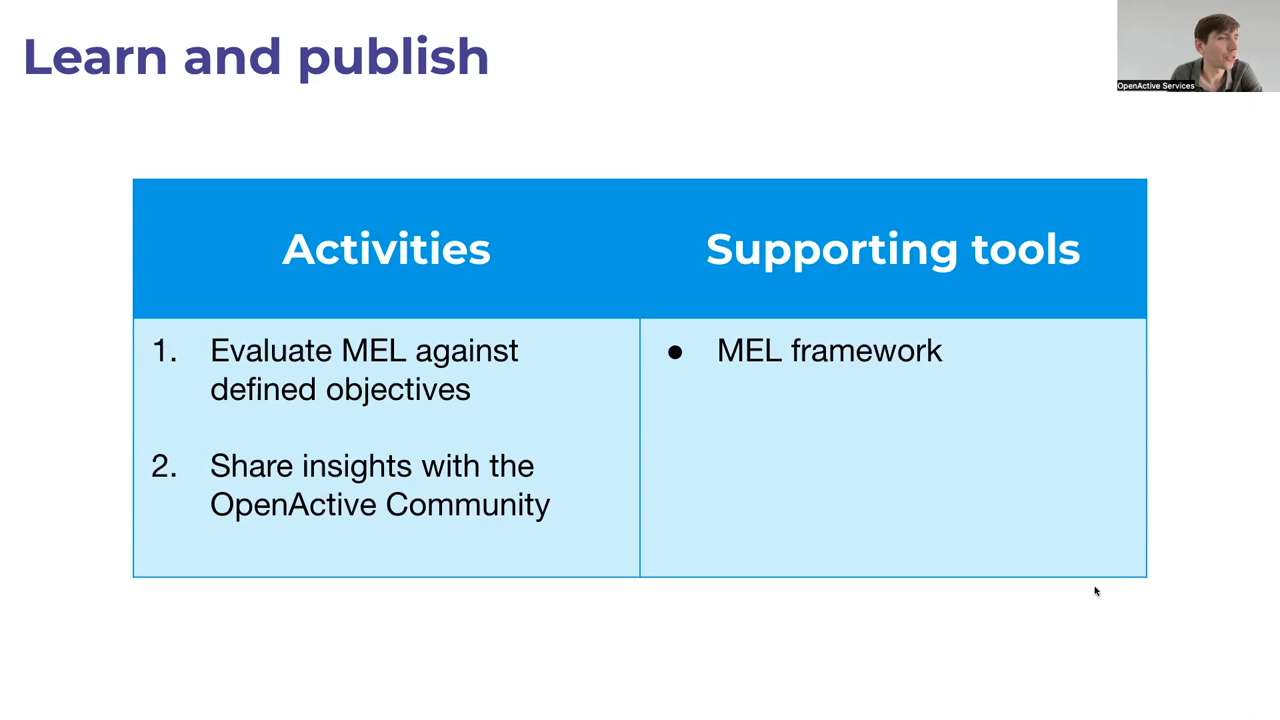 Learn and publish
OpenActive Services
Activities
Supporting tools
1. Evaluate MEL against
defined objectives
2. Share insights with the
OpenActive Community
● MEL framework